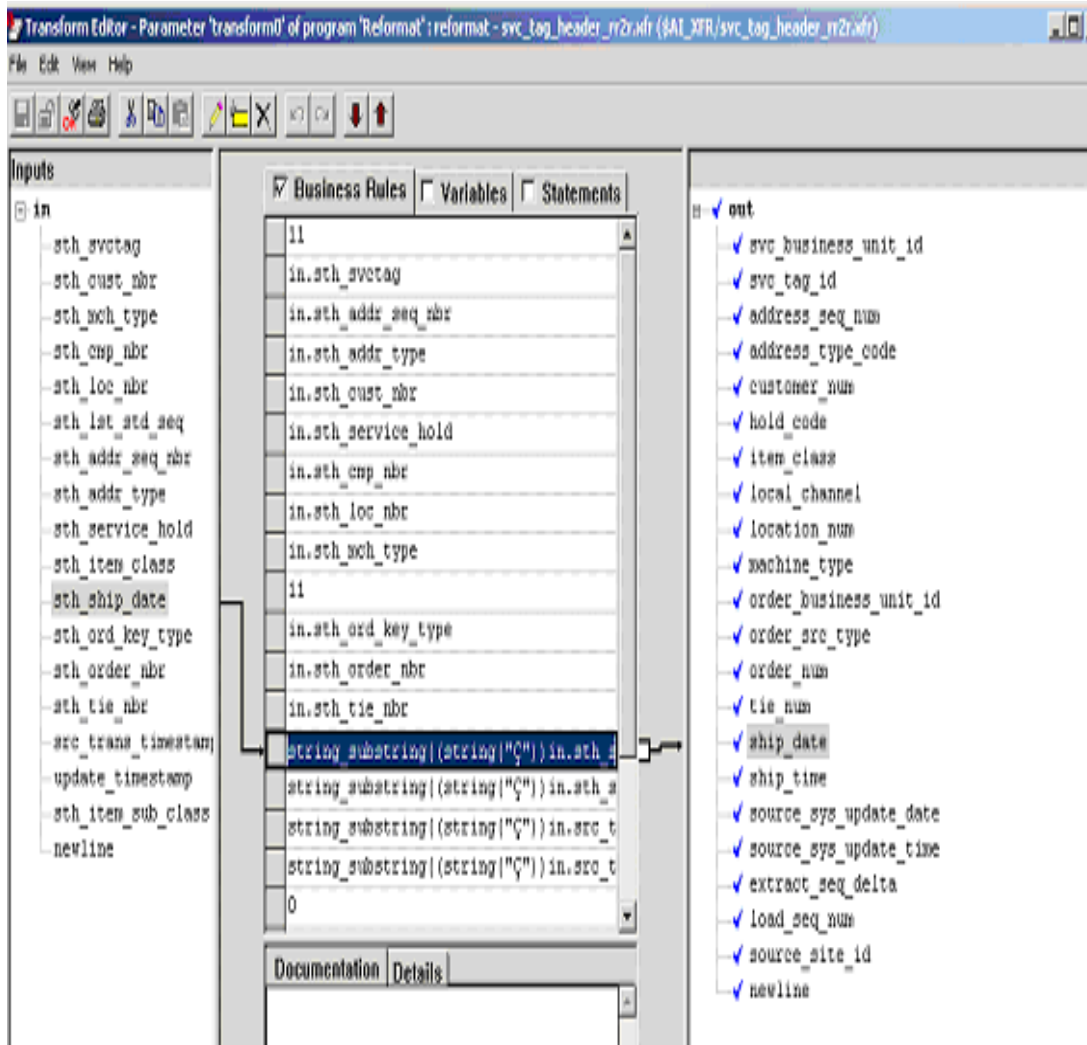 Transform Editor - Parameter 'transform0' of program 'Reformat' : reformat - svc_tag_header_rr2r.xfr ($AI_XFR/svc_tag_header_rr2r.xfr)
File Edit View Help
Inputs
in
sth_svctag
sth_cust_nbr
sth_mch_type
sth_cmp_nbr
sth_loc_nbr
sth_lst_std_seq
sth_addr_seq_nbr
sth_addr_type
sth_service_hold
sth_item_class
sth_ship_date
sth_ord_key_type
sth_order_nbr
sth_tie_nbr
src_trans_timestam
update_timestamp
sth_item_sub_class
newline
Business Rules Variables Statements
11
in.sth_svctag
in.sth_addr_seq_nbr
in.sth_addr_type
in.sth_cust_nbr
in.sth_service_hold
in.sth_cmp_nbr
in.sth_loc_nbr
in.sth_mch_type
11
in.sth_ord_key_type
in.sth_order_nbr
in.sth_tie_nbr
string_substring((string("Ç"))in.sth_s
string_substring((string("Ç"))in.sth_s
string_substring((string("Ç"))in.src_t
string_substring((string("Ç"))in.src_t
0
Documentation Details
out
svc_business_unit_id
svc_tag_id
address_seq_num
address_type_code
customer_num
hold_code
item_class
local_channel
location_num
machine_type
order_business_unit_id
order_src_type
order_num
tie_num
ship_date
ship_time
source_sys_update_date
source_sys_update_time
extract_seq_delta
load_seq_num
source_site_id
newline